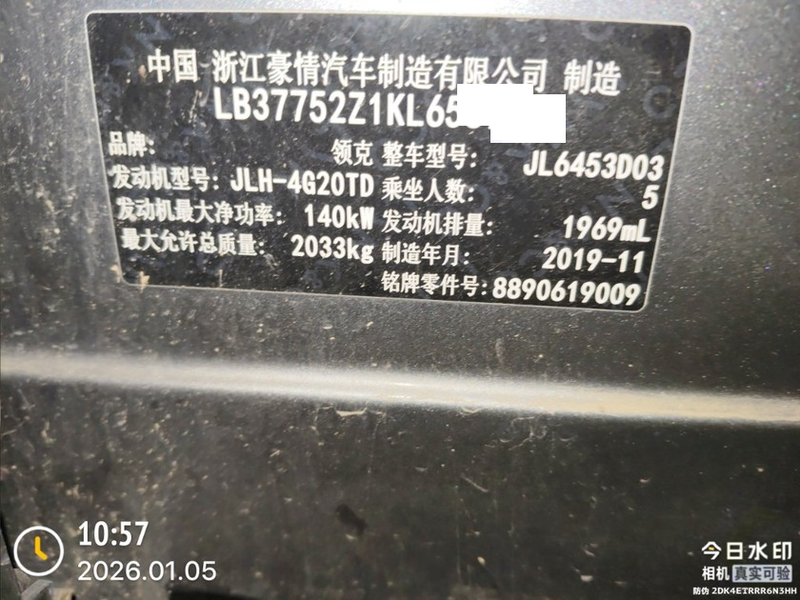 中国 浙江豪情汽车制造有限公司 制造
LB37752Z1KL65
品牌: 领克 整车型号: JL6453D03
发动机型号: JLH-4G20TD 乘坐人数: 5
发动机最大净功率: 140kW 发动机排量: 1969mL
最大允许总质量: 2033kg 制造年月: 2019-11
铭牌零件号: 8890619009
10:57
2026.01.05
今日水印
相机 真实可验
防伪 2DK4ETRRR6N3HH